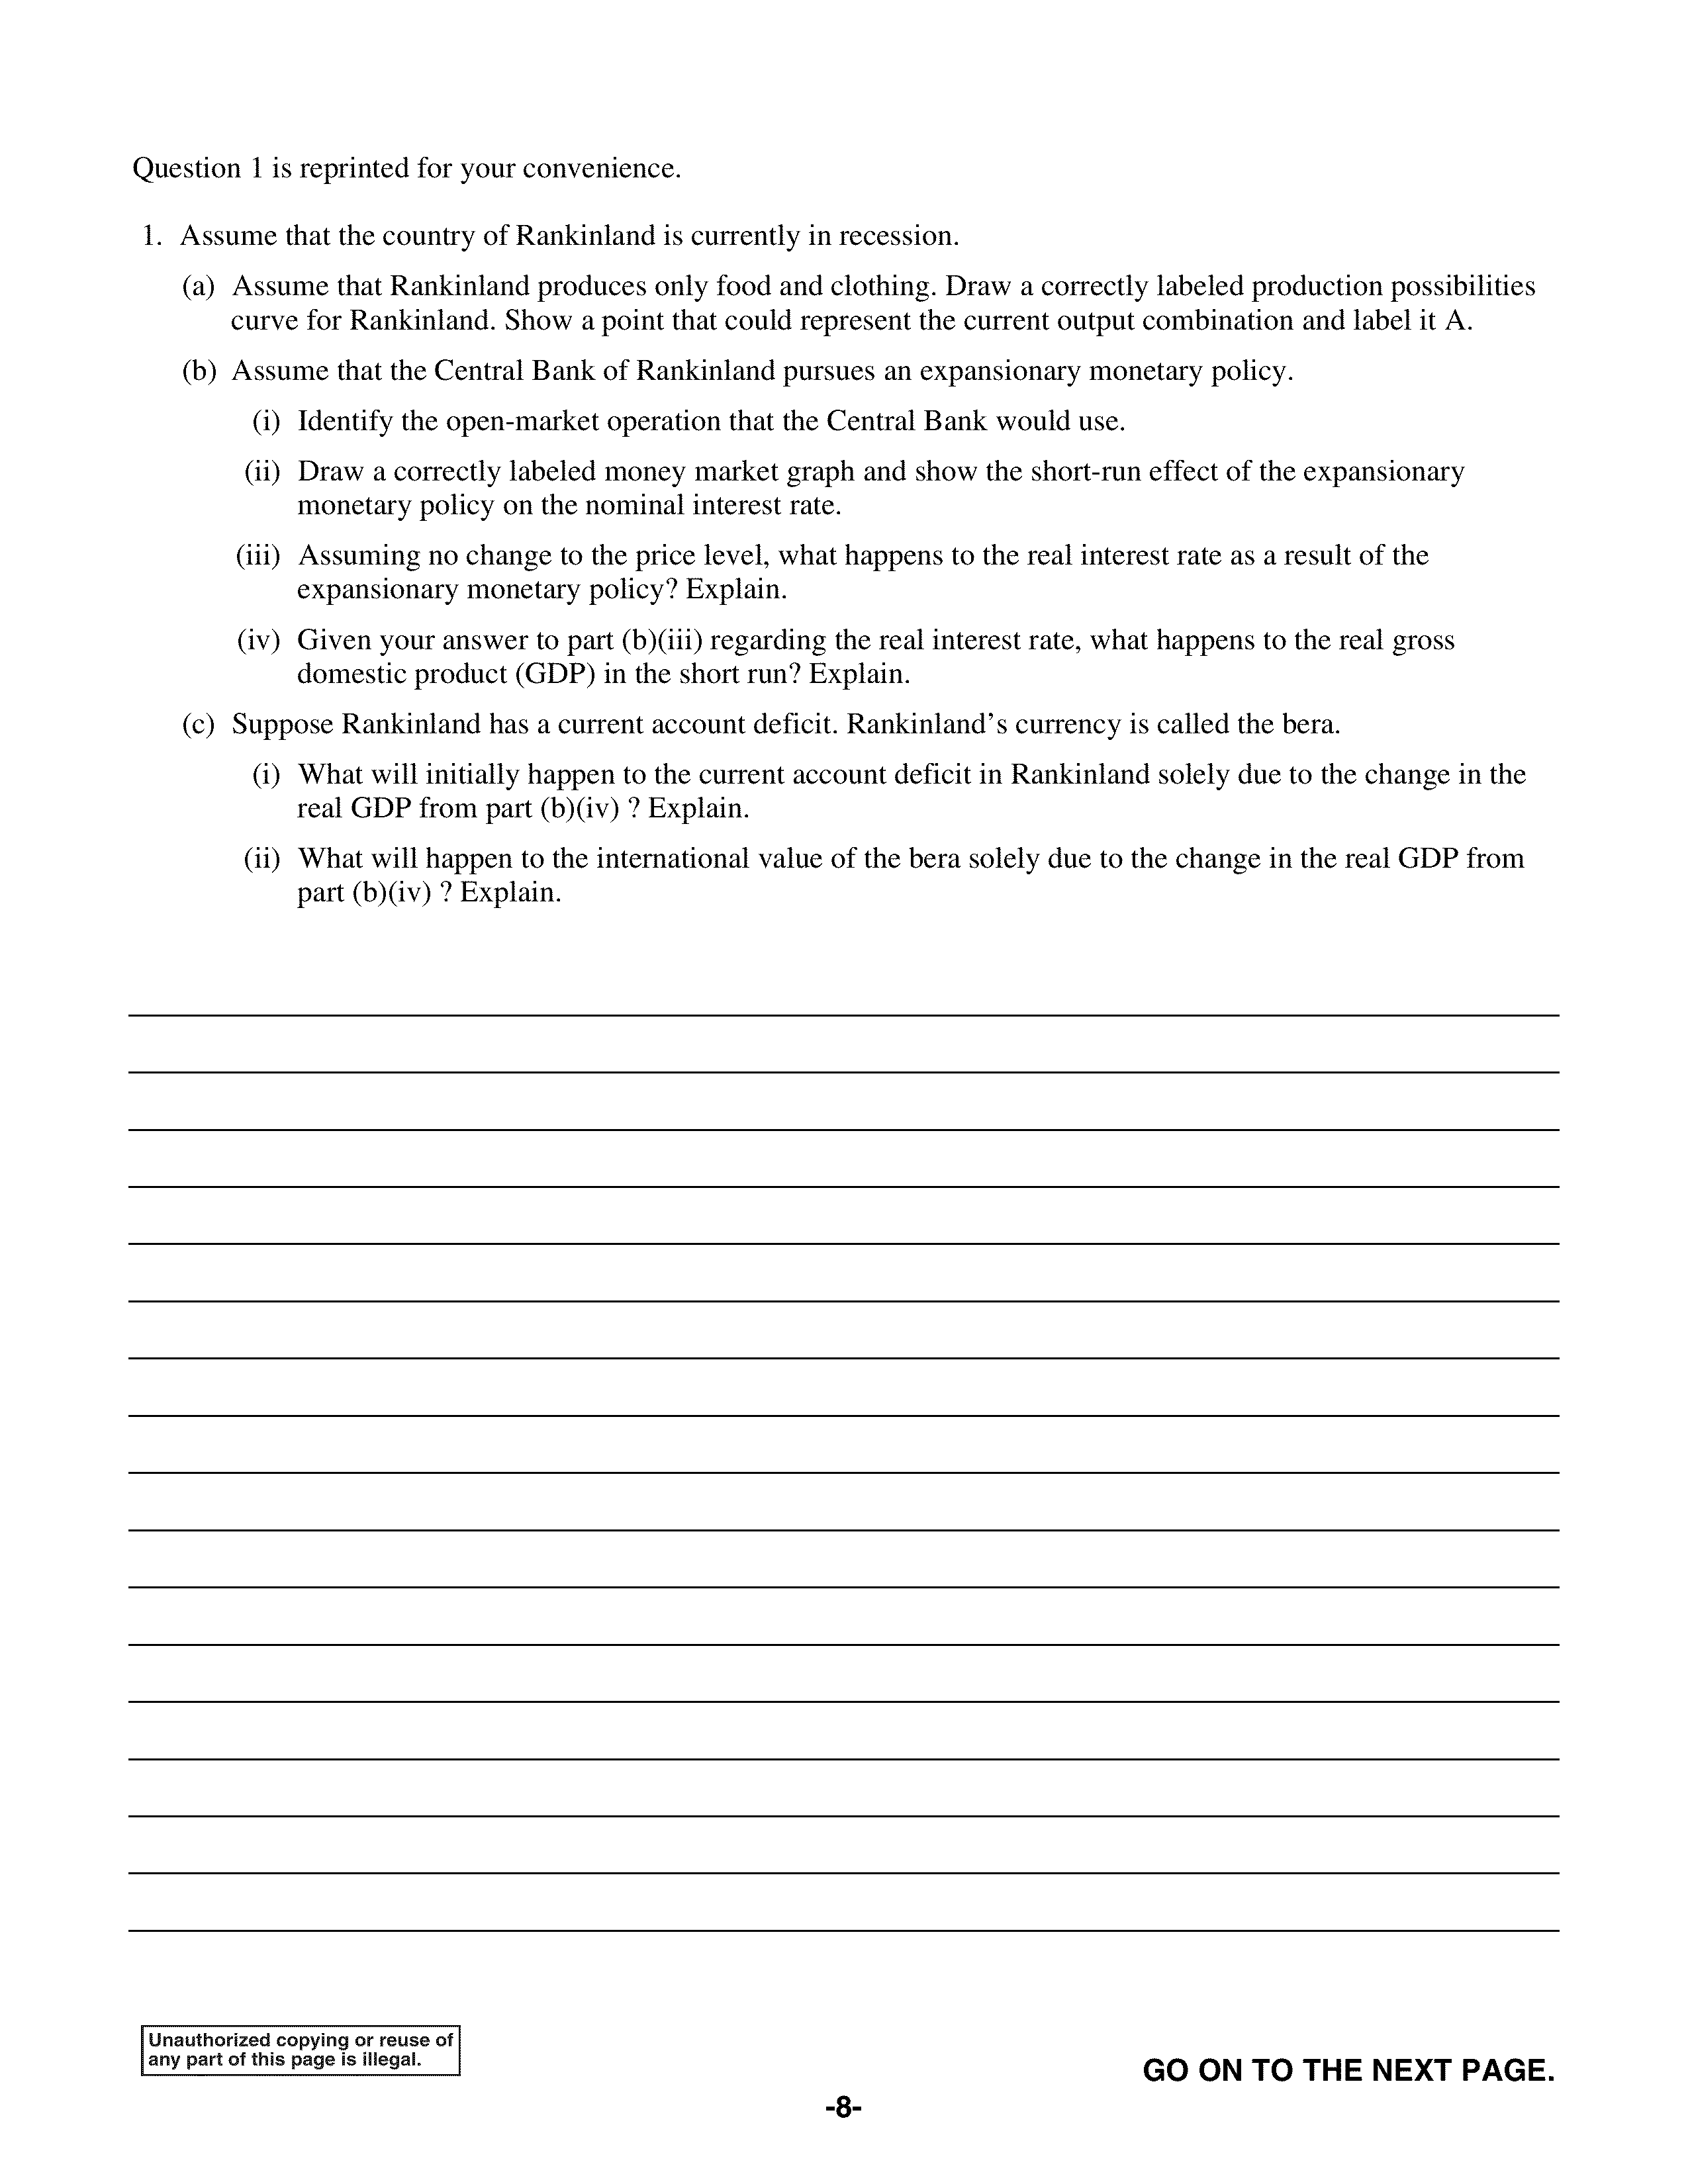 Question 1 is reprinted for your convenience.
1. Assume that the country of Rankinland is currently in recession.
(a) Assume that Rankinland produces only food and clothing. Draw a correctly labeled production possibilities
curve for Rankinland. Show a point that could represent the current output combination and label it A.
(b) Assume that the Central Bank of Rankinland pursues an expansionary monetary policy.
(i) Identify the open-market operation that the Central Bank would use.
(ii) Draw a correctly labeled money market graph and show the short-run effect of the expansionary
monetary policy on the nominal interest rate.
(iii) Assuming no change to the price level, what happens to the real interest rate as a result of the
expansionary monetary policy? Explain.
(iv) Given your answer to part (b)(iii) regarding the real interest rate, what happens to the real gross
domestic product (GDP) in the short run? Explain.
(c) Suppose Rankinland has a current account deficit. Rankinland’s currency is called the bera.
(i) What will initially happen to the current account deficit in Rankinland solely due to the change in the
real GDP from part (b)(iv) ? Explain.
(ii) What will happen to the international value of the bera solely due to the change in the real GDP from
part (b)(iv) ? Explain.
Unauthorized copying or reuse of
any part of this page is illegal.
GO ON TO THE NEXT PAGE.
-8-